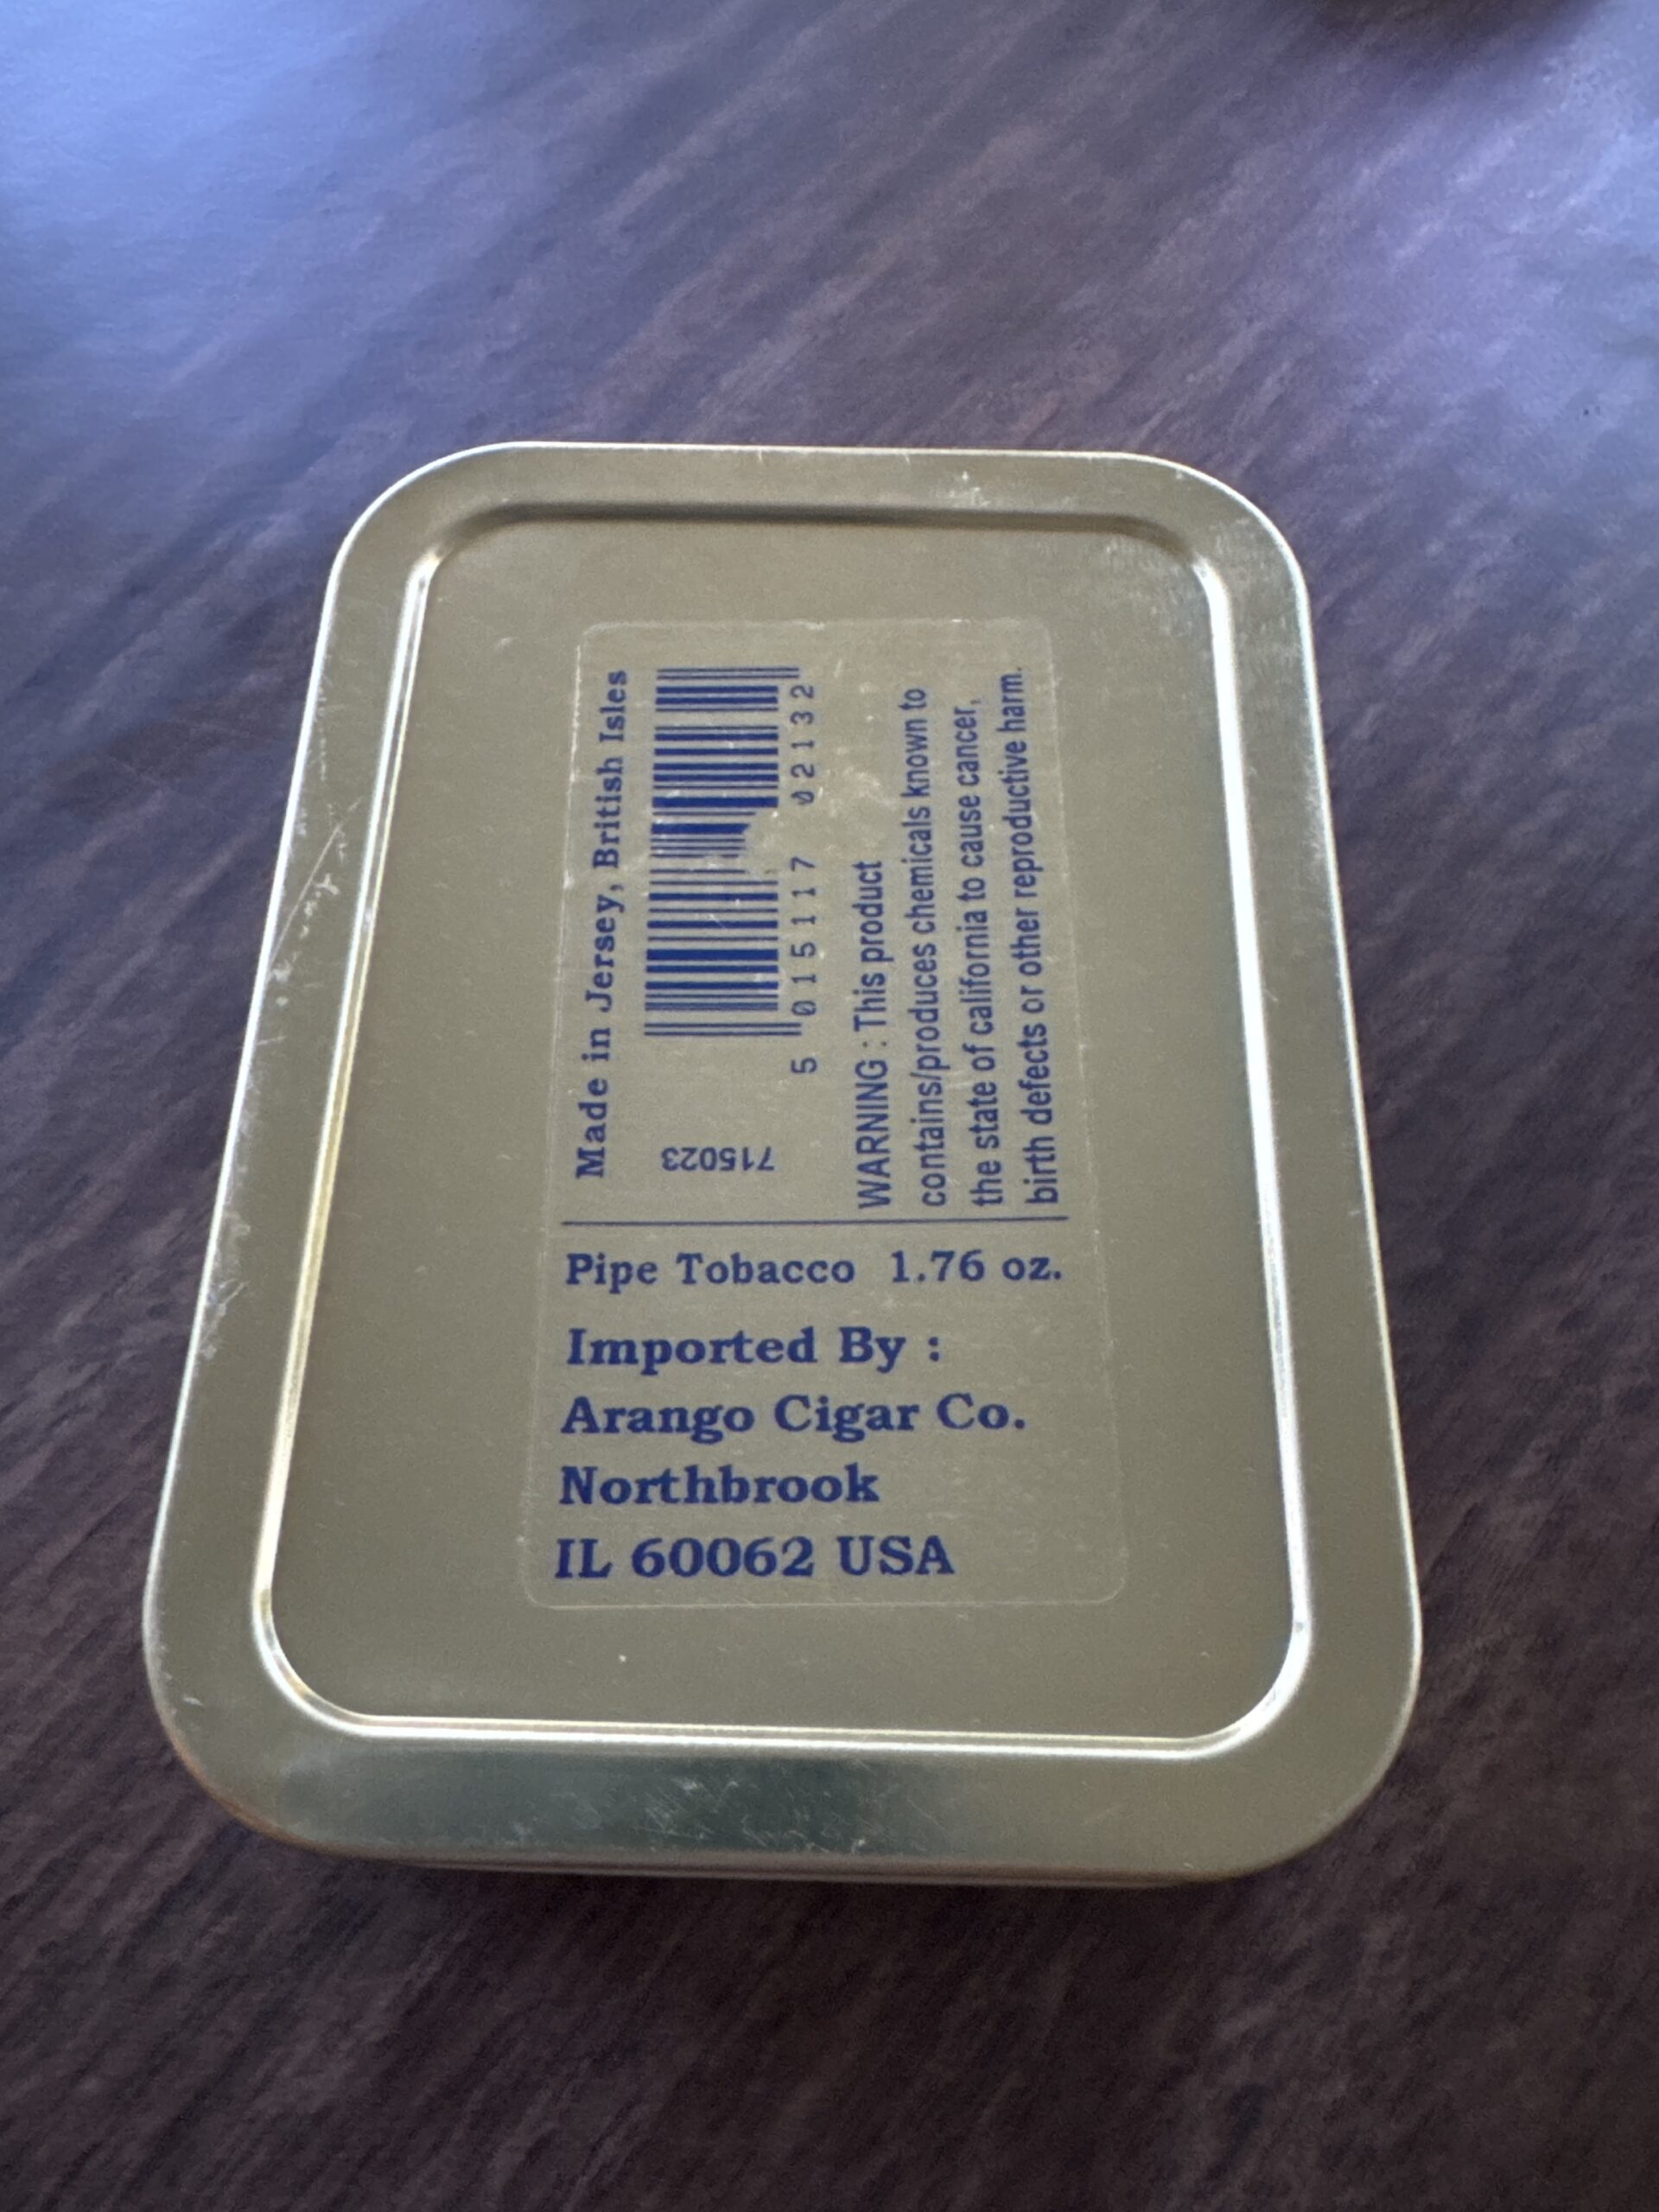 Made in Jersey, British Isles
715023
5 015117 02132
WARNING : This product
contains/produces chemicals known to
the state of california to cause cancer,
birth defects or other reproductive harm.
Pipe Tobacco 1.76 oz.
Imported By :
Arango Cigar Co.
Northbrook
IL 60062 USA